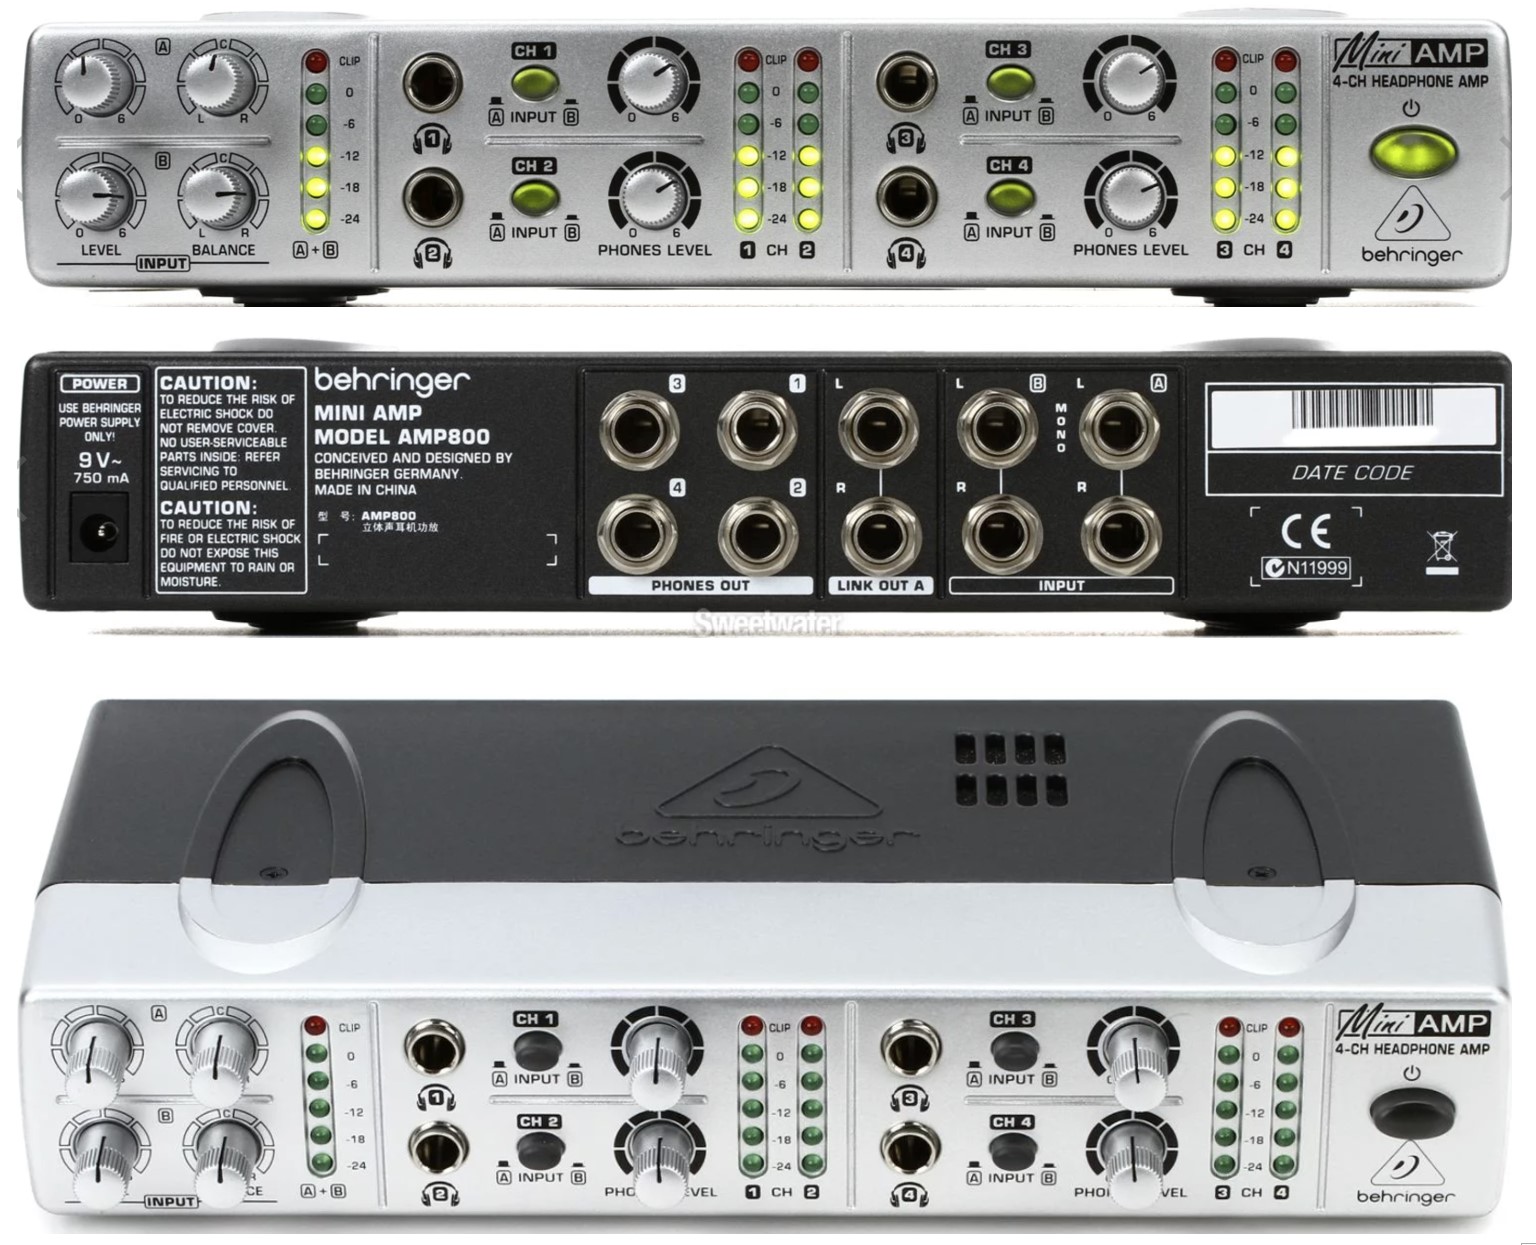 A C CLIP CH 1 CLIP CH 3 CLIP Mini AMP
0 0 0 4-CH HEADPHONE AMP
0 6 L R -6 A INPUT B 0 6 -6 A INPUT B 0 6 -6
1 3
B C -12 CH 2 -12 CH 4 -12
-18 -18 -18
0 6 L R -24 A INPUT B 0 6 -24 A INPUT B 0 6 -24
LEVEL BALANCE A + B 2 PHONES LEVEL 1 CH 2 4 PHONES LEVEL 3 CH 4 behringer
INPUT
POWER
USE BEHRINGER
POWER SUPPLY
ONLY!
9 V~
750 mA
CAUTION:
TO REDUCE THE RISK OF
ELECTRIC SHOCK DO
NOT REMOVE COVER.
NO USER-SERVICEABLE
PARTS INSIDE: REFER
SERVICING TO
QUALIFIED PERSONNEL.
CAUTION:
TO REDUCE THE RISK OF
FIRE OR ELECTRIC SHOCK
DO NOT EXPOSE THIS
EQUIPMENT TO RAIN OR
MOISTURE.
behringer
MINI AMP
MODEL AMP800
CONCEIVED AND DESIGNED BY
BEHRINGER GERMANY.
MADE IN CHINA
型 号: AMP800
立体声耳机功放
3 1
4 2
PHONES OUT
L
R
LINK OUT A
L B MONO L A
R R
INPUT
DATE CODE
CE
N11999
Sweetwater
behringer
A C CLIP CH 1 CLIP CH 3 CLIP Mini AMP
0 0 0 4-CH HEADPHONE AMP
-6 A INPUT B -6 A INPUT B -6
1 3
B C -12 CH 2 -12 CH 4 -12
-18 -18 -18
-24 A INPUT B -24 A INPUT B -24
A + B 2 1 CH 2 4 3 CH 4 behringer
INPUT